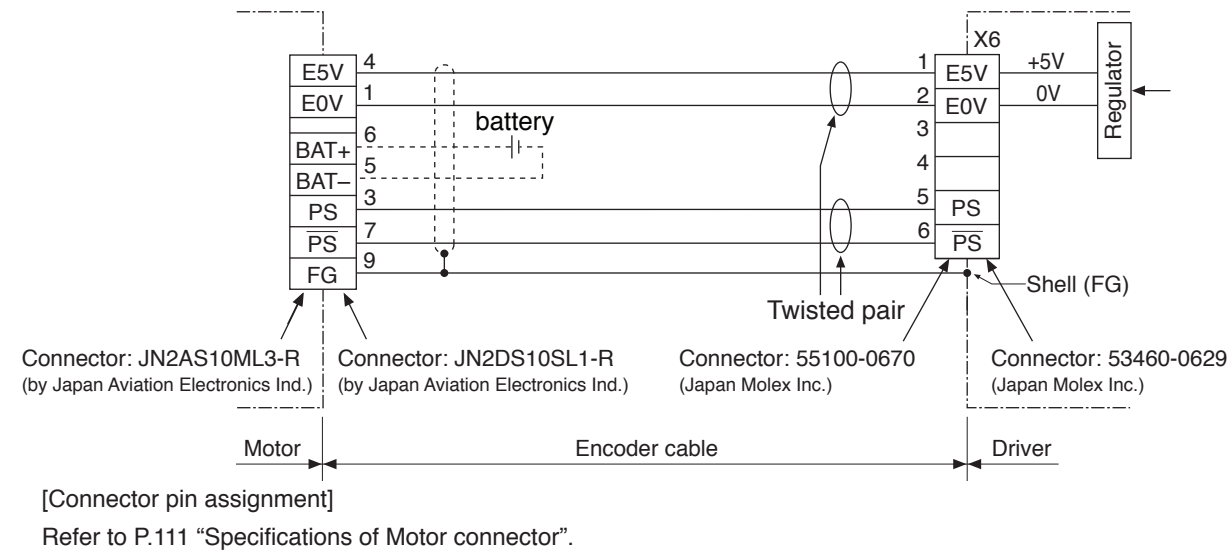 X6
E5V 4 1 E5V +5V
E0V 1 2 E0V 0V
Regulator
battery
BAT+ 6 3
BAT– 5 4
PS 3 5 PS
P̅S̅ 7 6 P̅S̅
FG 9
Shell (FG)
Twisted pair
Connector: JN2AS10ML3-R Connector: JN2DS10SL1-R Connector: 55100-0670 Connector: 53460-0629
(by Japan Aviation Electronics Ind.) (by Japan Aviation Electronics Ind.) (Japan Molex Inc.) (Japan Molex Inc.)
Motor Encoder cable Driver
[Connector pin assignment]
Refer to P.111 “Specifications of Motor connector”.